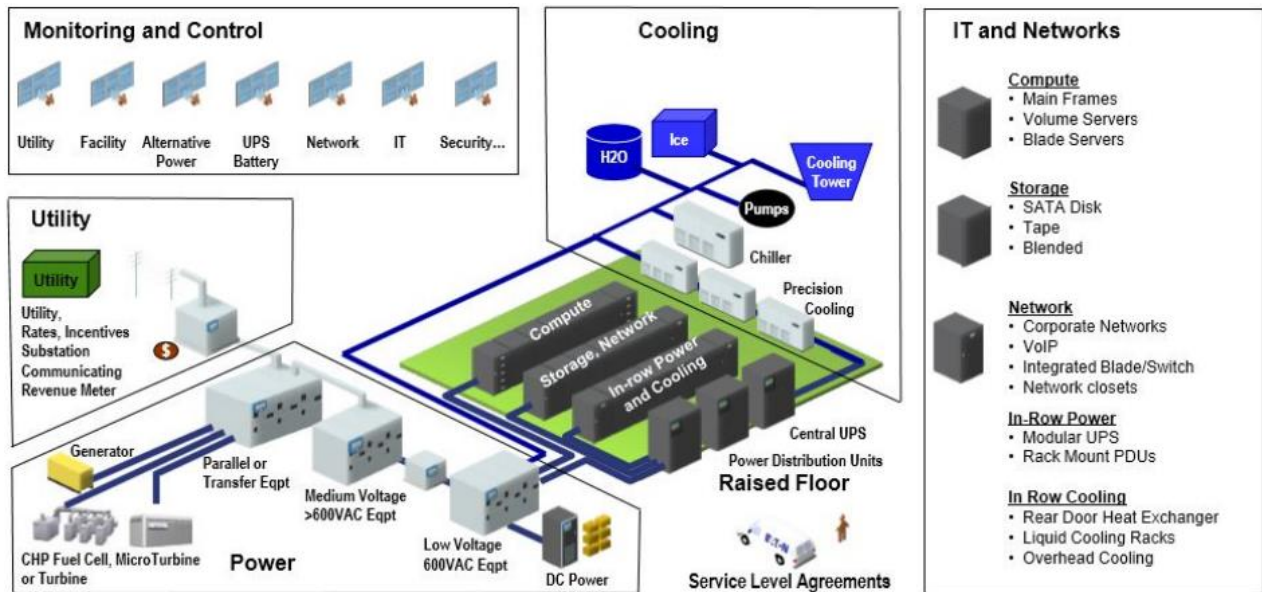 Monitoring and Control
Utility
Facility
Alternative
Power
UPS
Battery
Network
IT
Security...
Cooling
H2O
Ice
Cooling
Tower
Pumps
Chiller
Precision
Cooling
Utility
Utility
Utility,
Rates, Incentives
Substation
Communicating
Revenue Meter
$
Compute
Storage, Network
In-row Power
and Cooling
Central UPS
Power Distribution Units
Raised Floor
Generator
Parallel or
Transfer Eqpt
Medium Voltage
>600VAC Eqpt
Low Voltage
600VAC Eqpt
CHP Fuel Cell, MicroTurbine
or Turbine
Power
DC Power
E·T·N
Service Level Agreements
IT and Networks
Compute
• Main Frames
• Volume Servers
• Blade Servers
Storage
• SATA Disk
• Tape
• Blended
Network
• Corporate Networks
• VoIP
• Integrated Blade/Switch
• Network closets
In-Row Power
• Modular UPS
• Rack Mount PDUs
In Row Cooling
• Rear Door Heat Exchanger
• Liquid Cooling Racks
• Overhead Cooling